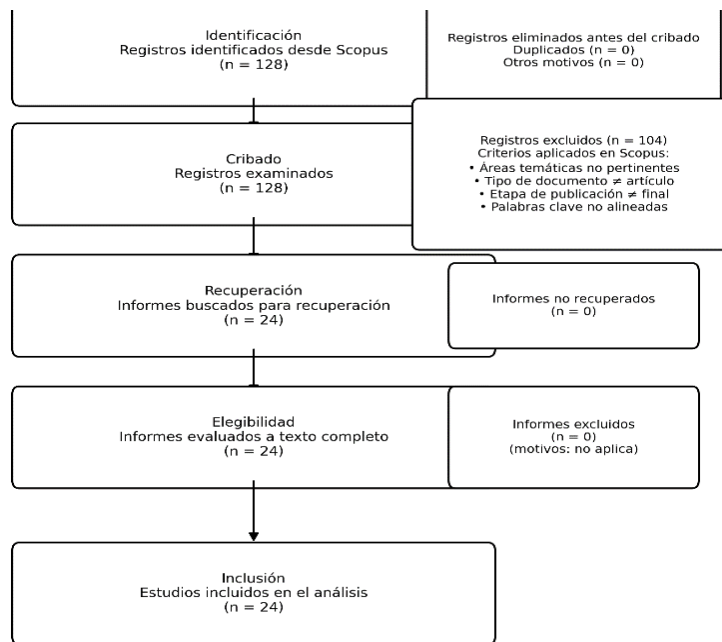 Identificación
Registros identificados desde Scopus
(n = 128)
Registros eliminados antes del cribado
Duplicados (n = 0)
Otros motivos (n = 0)
Cribado
Registros examinados
(n = 128)
Registros excluidos (n = 104)
Criterios aplicados en Scopus:
• Áreas temáticas no pertinentes
• Tipo de documento ≠ artículo
• Etapa de publicación ≠ final
• Palabras clave no alineadas
Recuperación
Informes buscados para recuperación
(n = 24)
Informes no recuperados
(n = 0)
Elegibilidad
Informes evaluados a texto completo
(n = 24)
Informes excluidos
(n = 0)
(motivos: no aplica)
Inclusión
Estudios incluidos en el análisis
(n = 24)